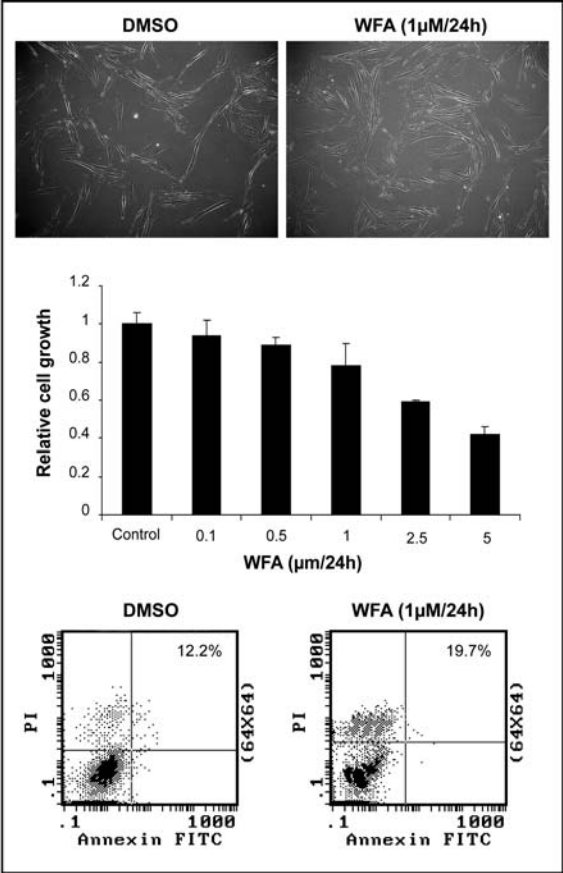 DMSO WFA (1µM/24h)
1.2
1
0.8
0.6
0.4
0.2
0
Relative cell growth
Control 0.1 0.5 1 2.5 5
WFA (µm/24h)
DMSO WFA (1µM/24h)
12.2% 19.7%
1000 1000
PI PI
(64X64) (64X64)
.1 .1
.1 1000 .1 1000
Annexin FITC Annexin FITC